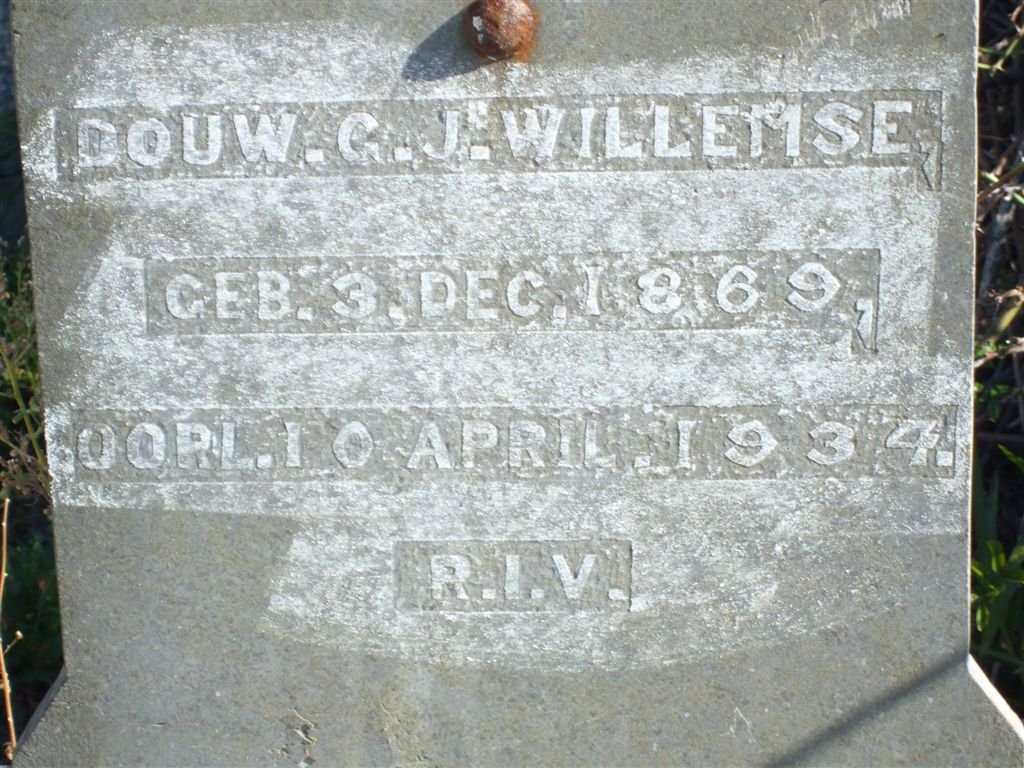 DOUW. G. J. WILLEMSE,
GEB. 3. DEC. 1869,
OORL. 10 APRIL. 1934.
R.I.V.